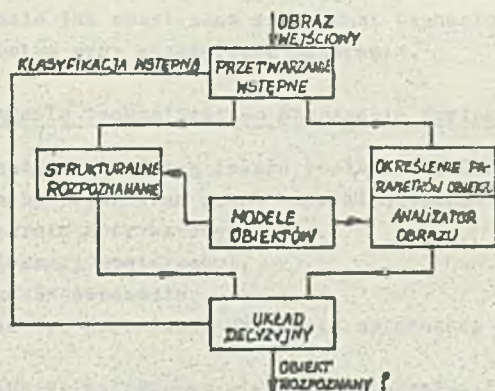 OBRAZ
WEJŚCIOWY
KLASYFIKACJA WSTĘPNA
PRZETWARZANIE
WSTĘPNE
STRUKTURALNE
ROZPOZNAWANIE
OKREŚLENIE PA-
RAMETRÓW OBIEKTU
MODELE
OBIEKTÓW
ANALIZATOR
OBRAZU
UKŁAD
DECYZYJNY
OBIEKT
ROZPOZNANY ?